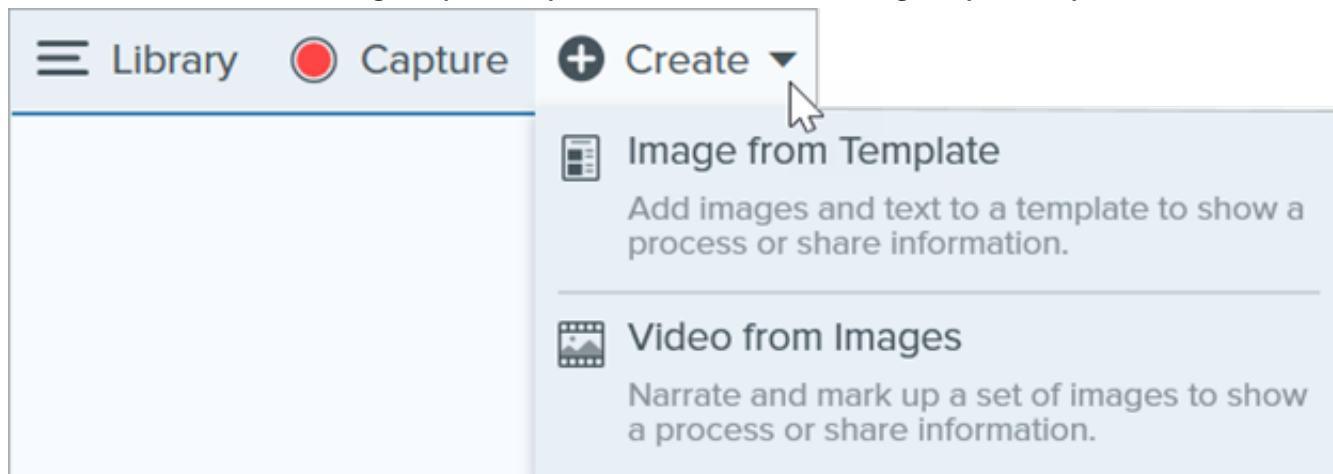 Library Capture Create
Image from Template
Add images and text to a template to show a
process or share information.
Video from Images
Narrate and mark up a set of images to show
a process or share information.